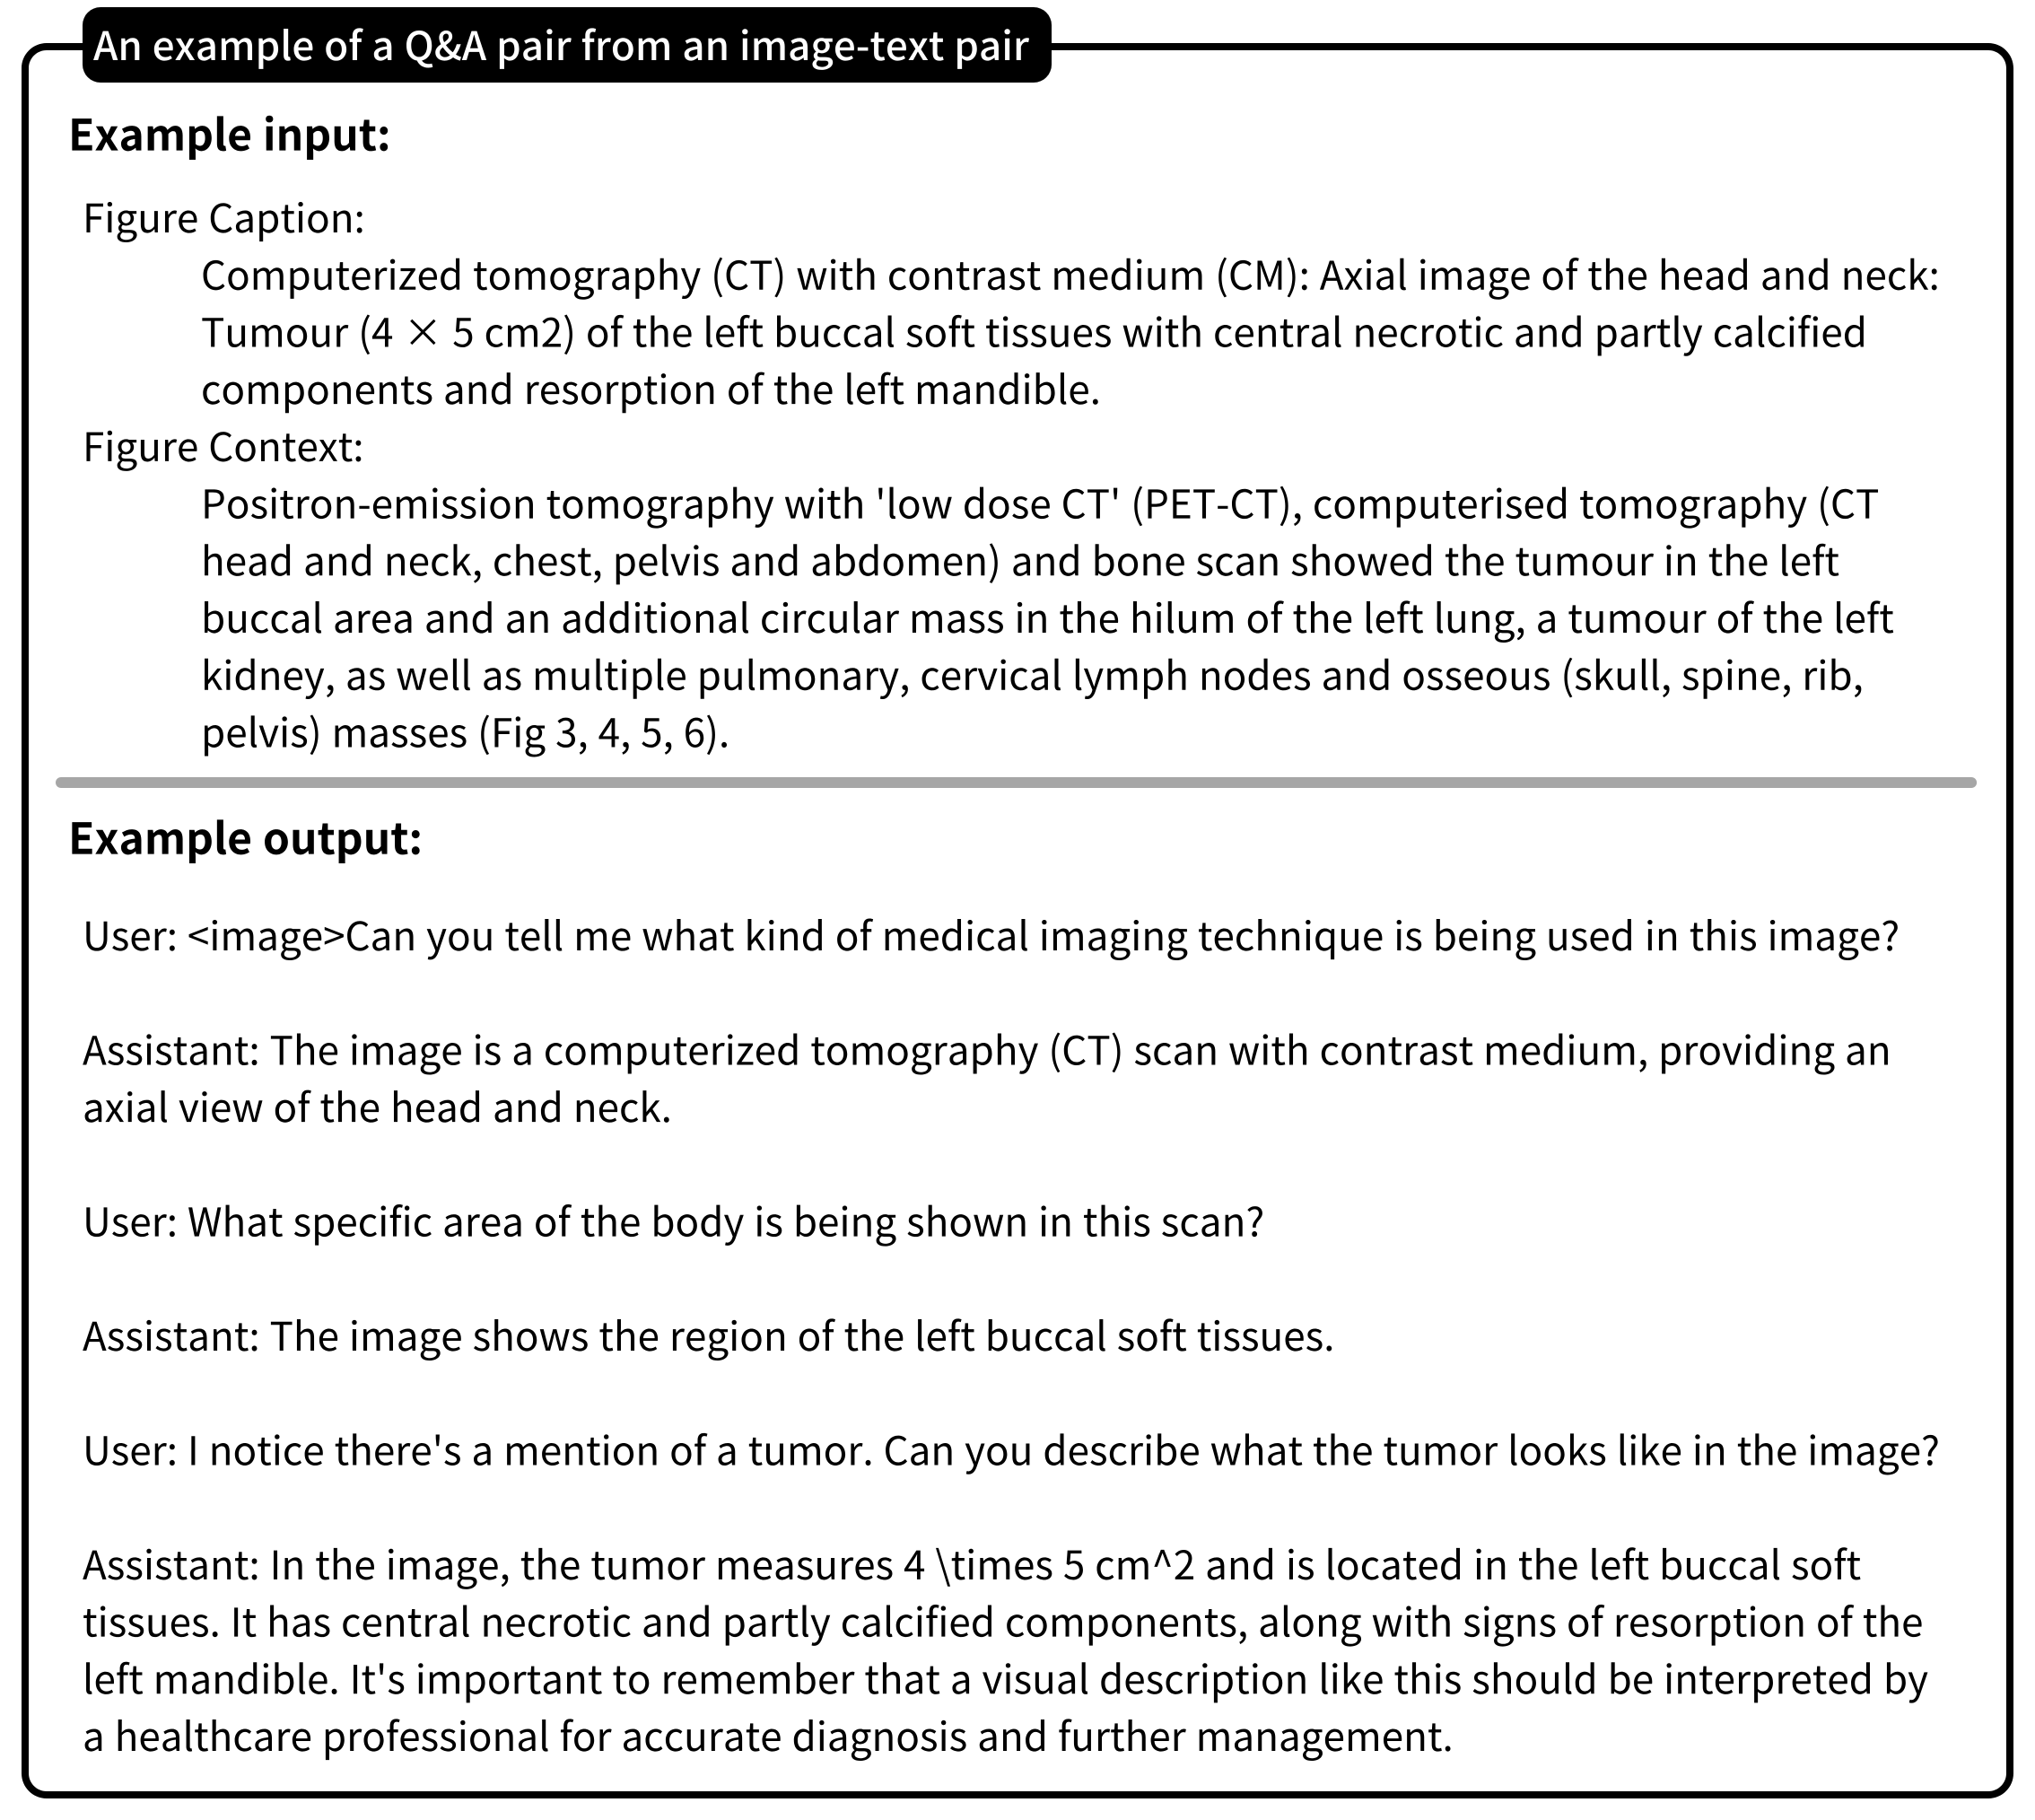 An example of a Q&A pair from an image-text pair
Example input:
Figure Caption:
Computerized tomography (CT) with contrast medium (CM): Axial image of the head and neck:
Tumour (4 × 5 cm2) of the left buccal soft tissues with central necrotic and partly calcified
components and resorption of the left mandible.
Figure Context:
Positron-emission tomography with 'low dose CT' (PET-CT), computerised tomography (CT
head and neck, chest, pelvis and abdomen) and bone scan showed the tumour in the left
buccal area and an additional circular mass in the hilum of the left lung, a tumour of the left
kidney, as well as multiple pulmonary, cervical lymph nodes and osseous (skull, spine, rib,
pelvis) masses (Fig 3, 4, 5, 6).
Example output:
User: <image>Can you tell me what kind of medical imaging technique is being used in this image?
Assistant: The image is a computerized tomography (CT) scan with contrast medium, providing an
axial view of the head and neck.
User: What specific area of the body is being shown in this scan?
Assistant: The image shows the region of the left buccal soft tissues.
User: I notice there's a mention of a tumor. Can you describe what the tumor looks like in the image?
Assistant: In the image, the tumor measures 4 \times 5 cm^2 and is located in the left buccal soft
tissues. It has central necrotic and partly calcified components, along with signs of resorption of the
left mandible. It's important to remember that a visual description like this should be interpreted by
a healthcare professional for accurate diagnosis and further management.